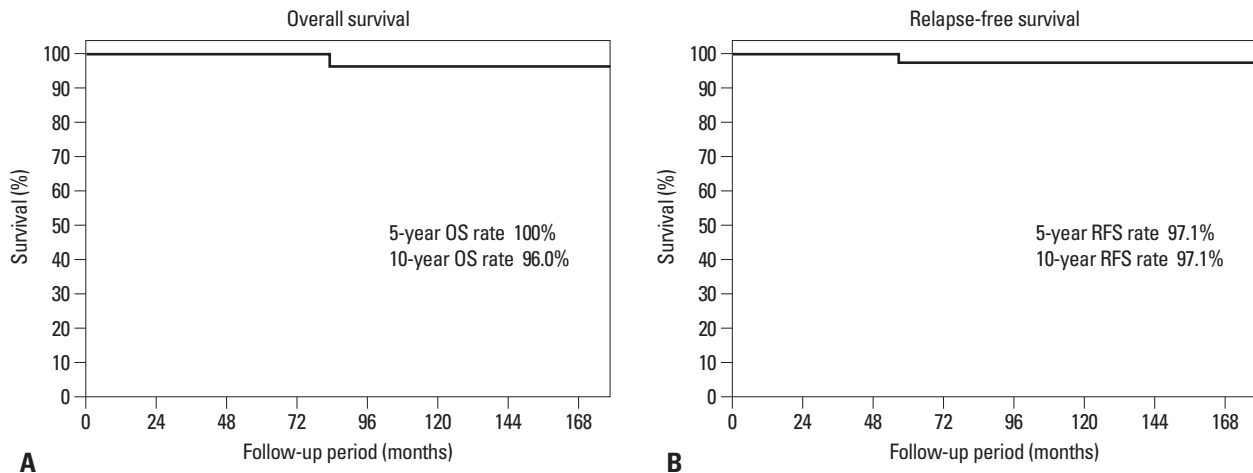 Overall survival
100
90
80
70
60
50
40
30
20
10
0
Survival (%)
5-year OS rate 100%
10-year OS rate 96.0%
0 24 48 72 96 120 144 168
Follow-up period (months)
A
Relapse-free survival
100
90
80
70
60
50
40
30
20
10
0
Survival (%)
5-year RFS rate 97.1%
10-year RFS rate 97.1%
0 24 48 72 96 120 144 168
Follow-up period (months)
B